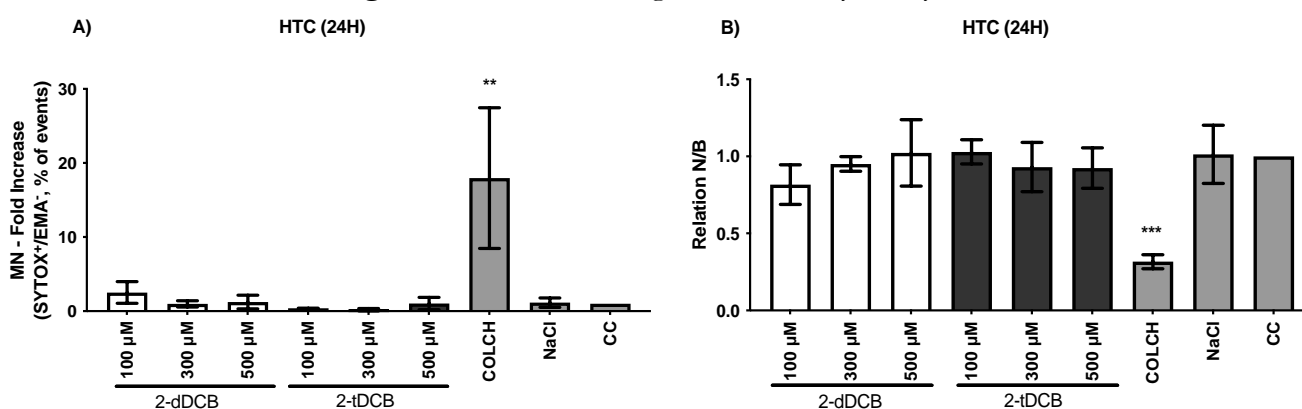 A)
HTC (24H)
MN - Fold Increase
(SYTOX+/EMA-, % of events)
30
20
10
0
**
100 µM
300 µM
500 µM
100 µM
300 µM
500 µM
COLCH
NaCl
CC
2-dDCB
2-tDCB
B)
HTC (24H)
Relation N/B
1.5
1.0
0.5
0.0
***
100 µM
300 µM
500 µM
100 µM
300 µM
500 µM
COLCH
NaCl
CC
2-dDCB
2-tDCB